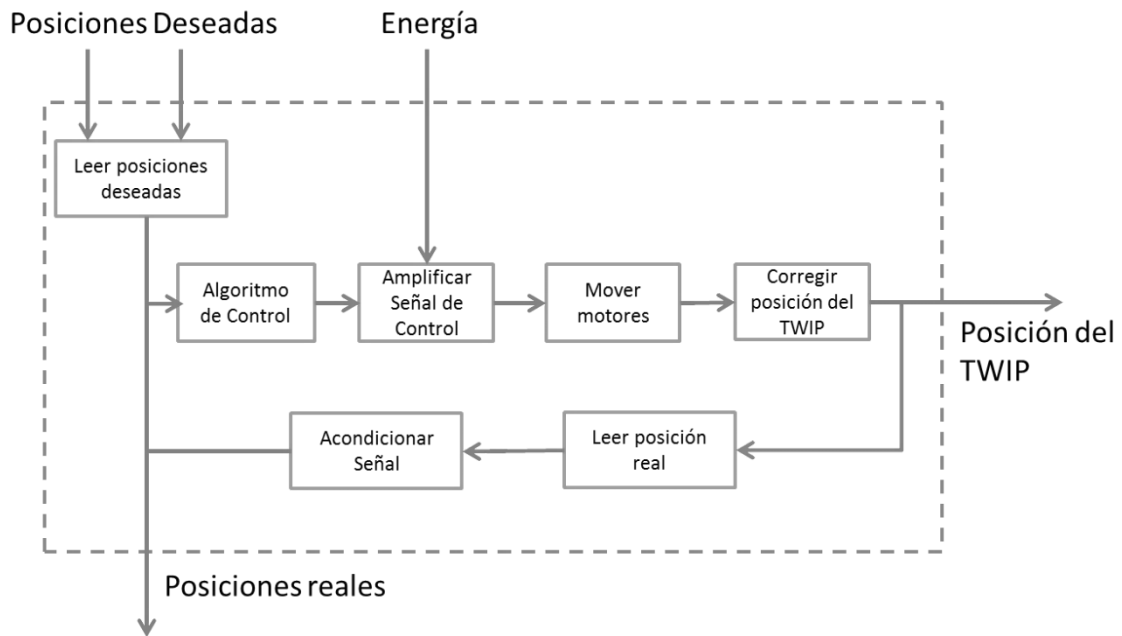 Posiciones Deseadas
Energía
Leer posiciones
deseadas
Algoritmo
de Control
Amplificar
Señal de
Control
Mover
motores
Corregir
posición del
TWIP
Posición del
TWIP
Acondicionar
Señal
Leer posición
real
Posiciones reales